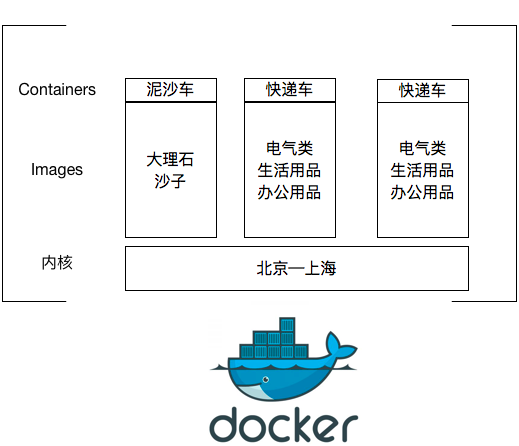 Containers
泥沙车
快递车
快递车
Images
大理石
沙子
电气类
生活用品
办公用品
电气类
生活用品
办公用品
内核
北京—上海
docker